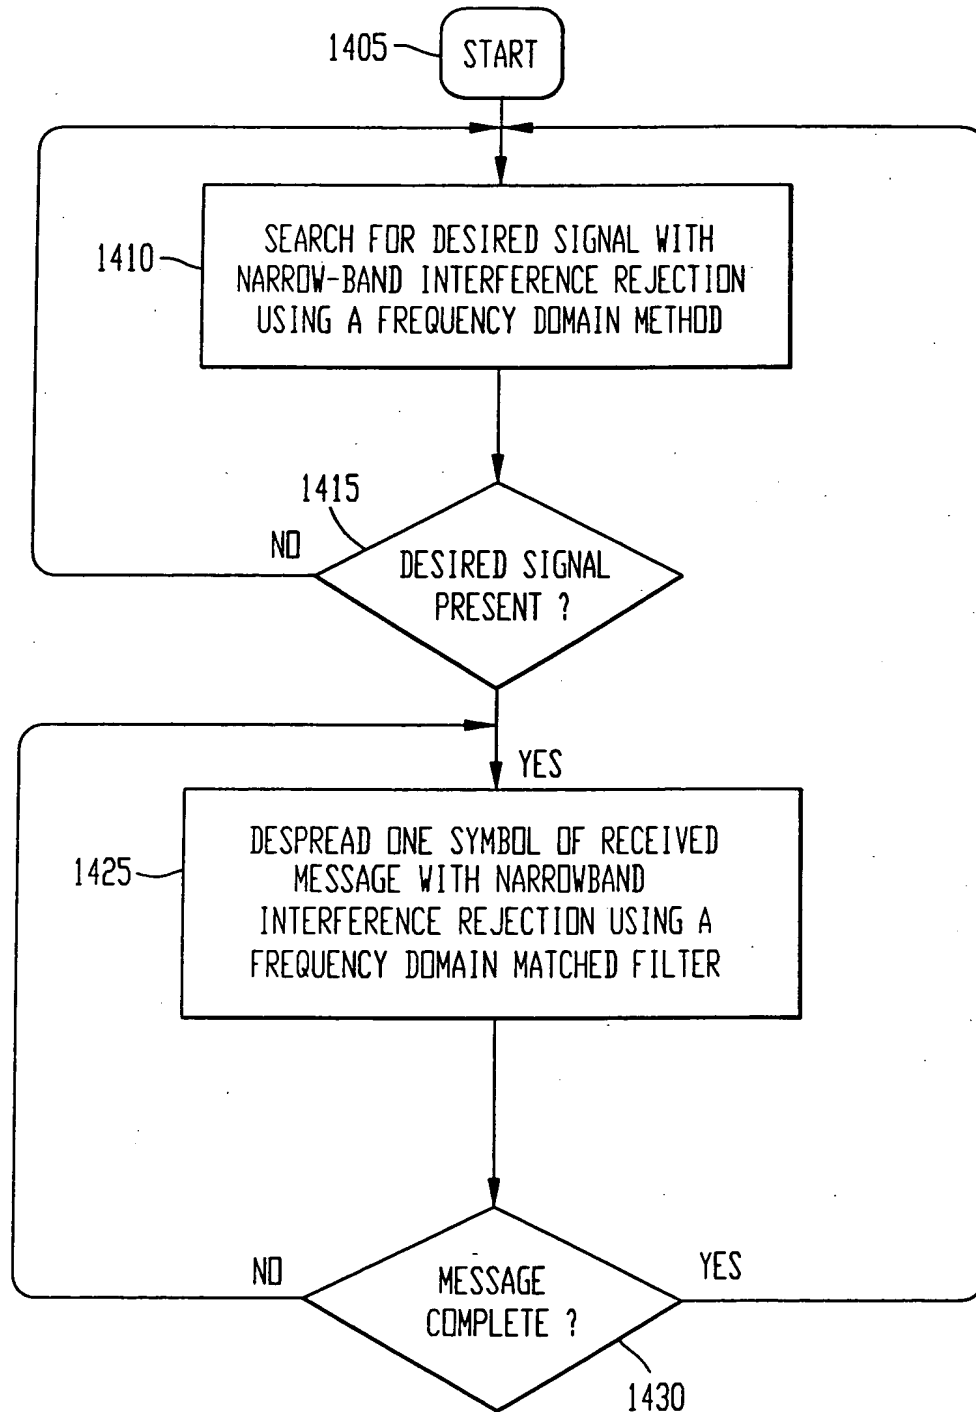 1405
START
1410
SEARCH FOR DESIRED SIGNAL WITH
NARROW-BAND INTERFERENCE REJECTION
USING A FREQUENCY DOMAIN METHOD
1415
NO
DESIRED SIGNAL
PRESENT ?
YES
1425
DESPREAD ONE SYMBOL OF RECEIVED
MESSAGE WITH NARROWBAND
INTERFERENCE REJECTION USING A
FREQUENCY DOMAIN MATCHED FILTER
NO
MESSAGE
COMPLETE ?
YES
1430